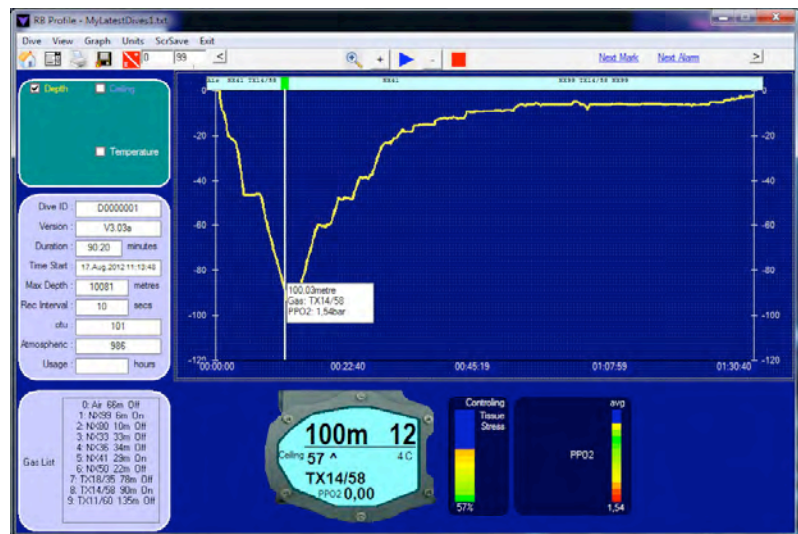 RB Profile - MyLatestDives1.txt
Dive View Graph Units ScrSave Exit
0 99 < + - Next Mark Next Alarm >
Depth Ceiling
Temperature
Air NX41 TX14/58 NX41 NX99 TX14/58 NX99
0 0
-20 -20
-40 -40
-60 -60
-80 -80
-100 -100
-120 -120
00:00:00 00:22:40 00:45:19 01:07:59 01:30:40
100,03metre
Gas: TX14/58
PPO2: 1,54bar
Dive ID : D0000001
Version : V3.03a
Duration : 90:20 minutes
Time Start : 17.Aug.2012 11:13:48
Max Depth : 10081 metres
Rec Interval : 10 secs
otu 101
Atmospheric : 986
Usage : hours
Gas List
0: Air 66m Off
1: NX99 6m On
2: NX80 10m Off
3: NX33 33m Off
4: NX36 34m Off
5: NX41 29m On
6: NX50 22m Off
7: TX18/35 78m Off
8: TX14/58 90m On
9: TX11/60 135m Off
100m 12
Ceiling 57 ^ 4 C
TX14/58
PPO2 0,00
Controling
Tissue
Stress
57%
avg
PPO2
1,54